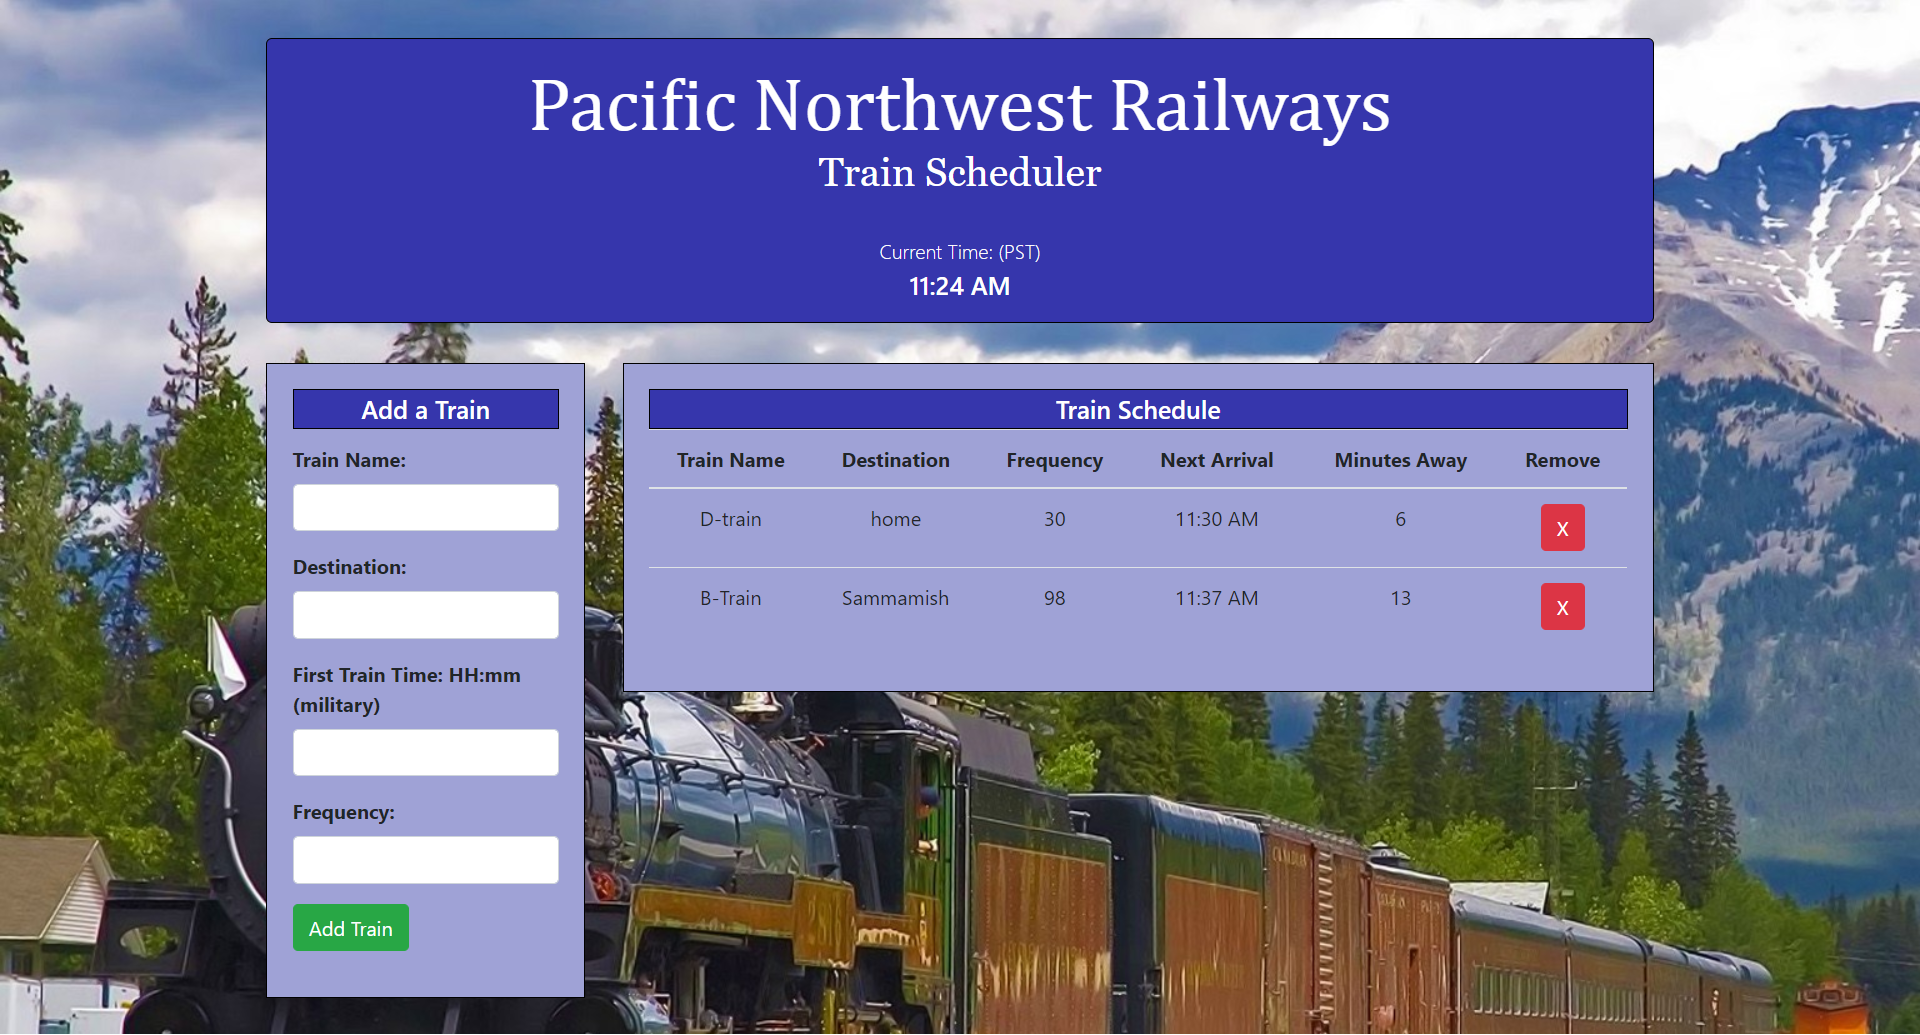 Pacific Northwest Railways
Train Scheduler
Current Time: (PST)
11:24 AM
Add a Train
Train Name:
Destination:
First Train Time: HH:mm
(military)
Frequency:
Add Train
Train Schedule
Train Name Destination Frequency Next Arrival Minutes Away Remove
D-train home 30 11:30 AM 6 X
B-Train Sammamish 98 11:37 AM 13 X
CANADIAN